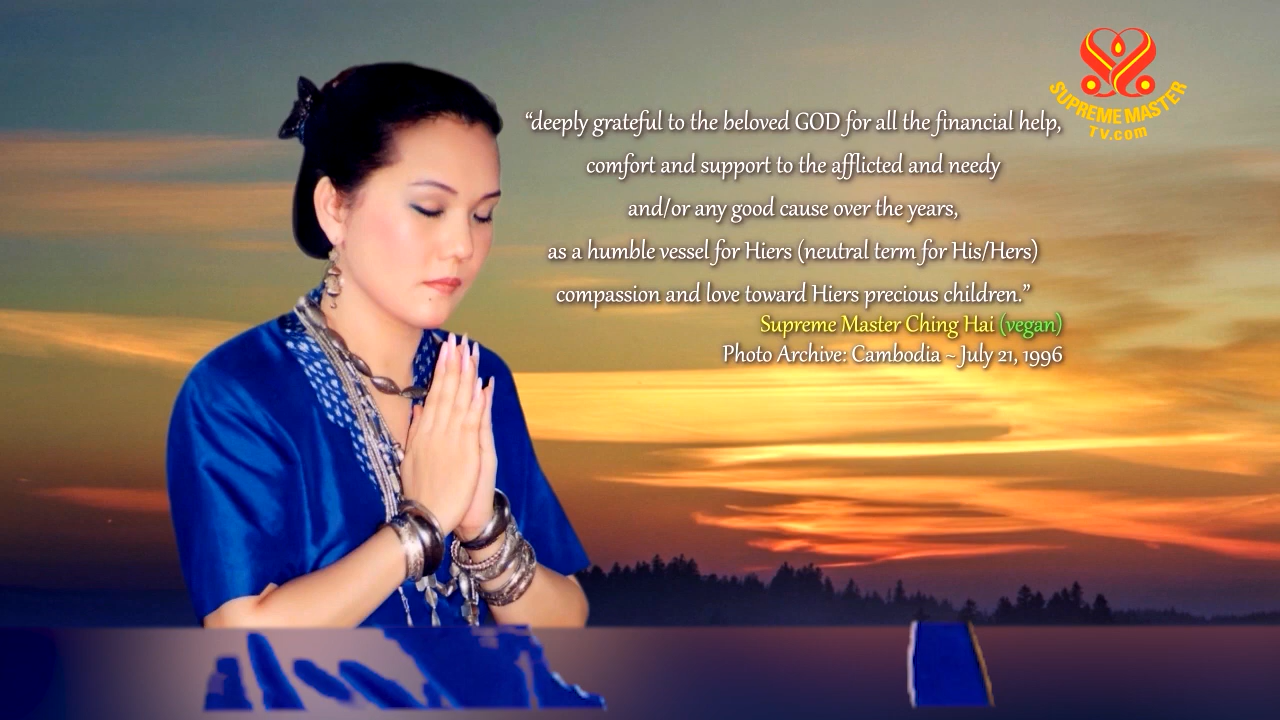 SUPREME MASTER
TV.com
“deeply grateful to the beloved GOD for all the financial help,
comfort and support to the afflicted and needy
and/or any good cause over the years,
as a humble vessel for Hiers (neutral term for His/Hers)
compassion and love toward Hiers precious children.”
Supreme Master Ching Hai (vegan)
Photo Archive: Cambodia ~ July 21, 1996